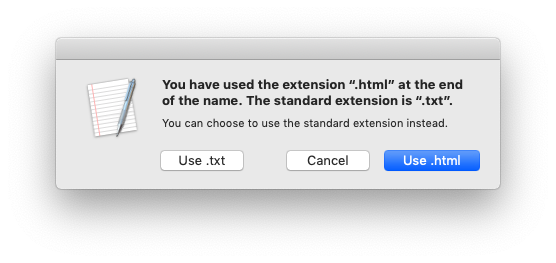 You have used the extension “.html” at the end
of the name. The standard extension is “.txt”.
You can choose to use the standard extension instead.
Use .txt
Cancel
Use .html